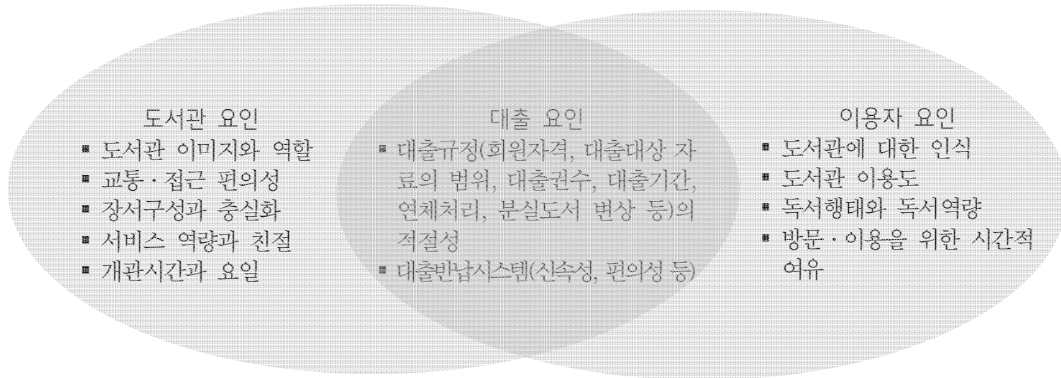 도서관 요인
▪ 도서관 이미지와 역할
▪ 교통·접근 편의성
▪ 장서구성과 충실화
▪ 서비스 역량과 친절
▪ 개관시간과 요일
대출 요인
▪ 대출규정(회원자격, 대출대상 자
료의 범위, 대출권수, 대출기간,
연체처리, 분실도서 변상 등)의
적절성
▪ 대출반납시스템(신속성, 편의성 등)
이용자 요인
▪ 도서관에 대한 인식
▪ 도서관 이용도
▪ 독서행태와 독서역량
▪ 방문·이용을 위한 시간적
여유